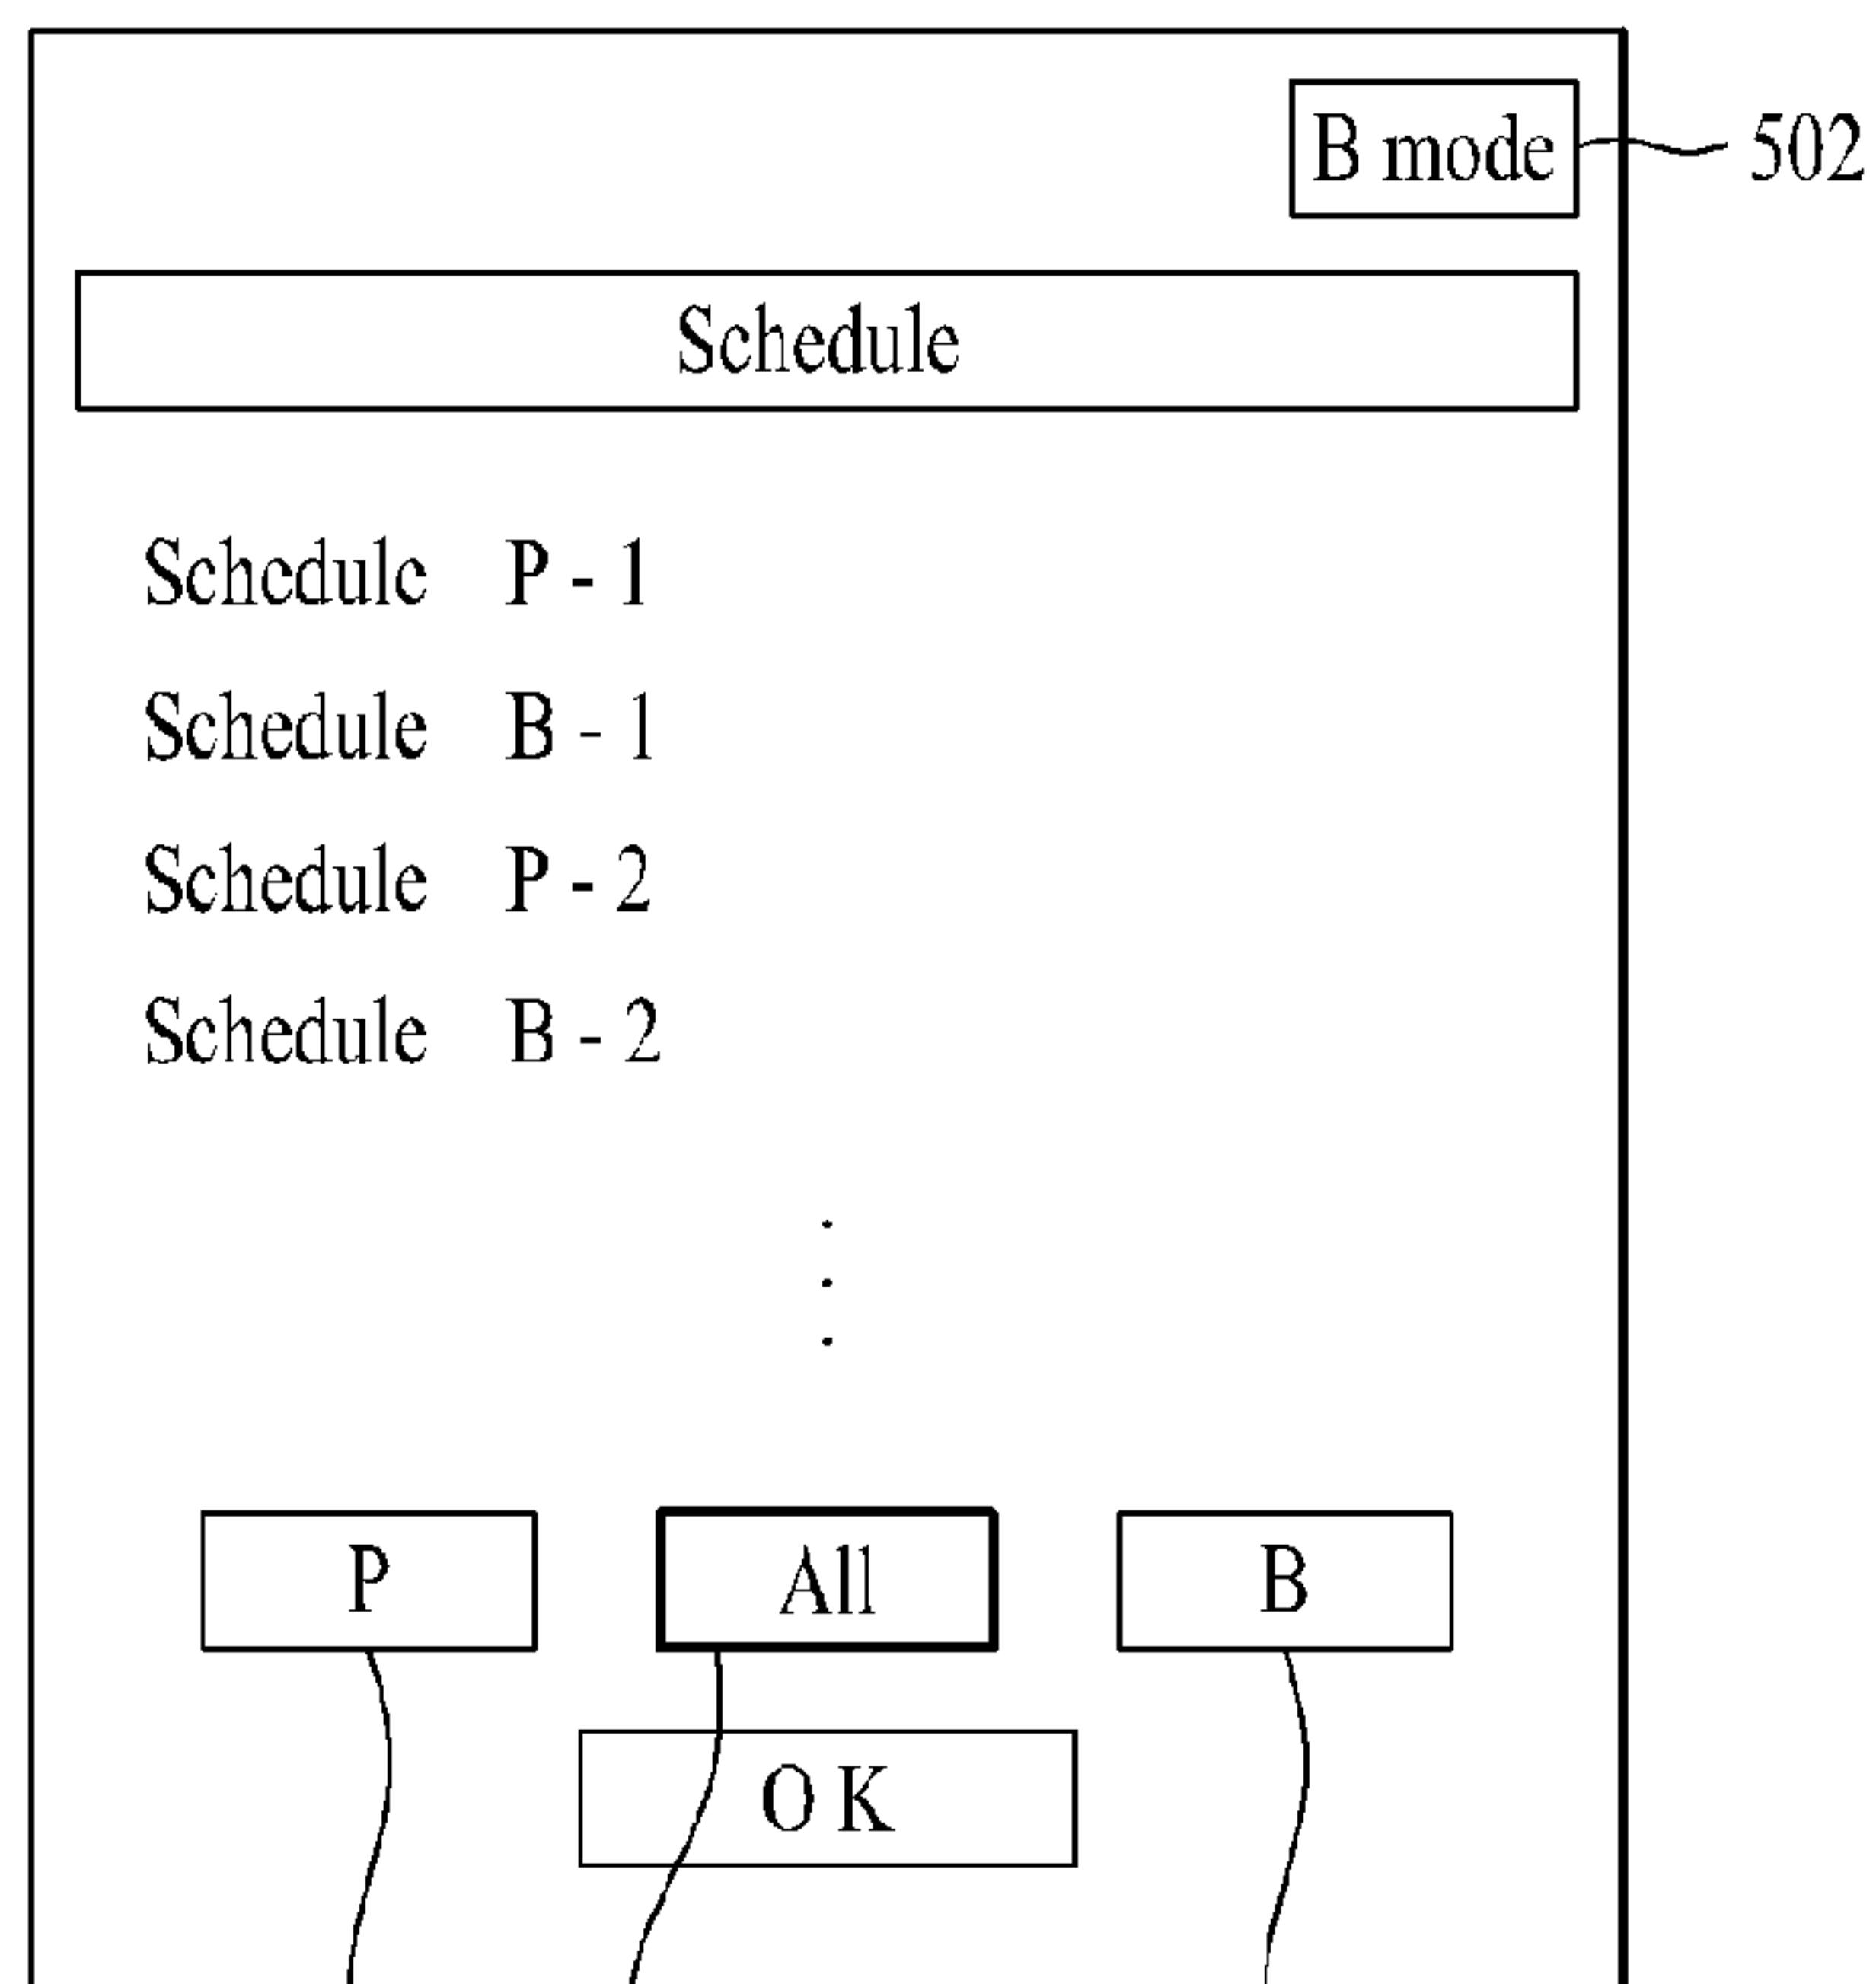 B mode 502
Schedule
Schedule P - 1
Schedule B - 1
Schedule P - 2
Schedule B - 2
P All B
OK